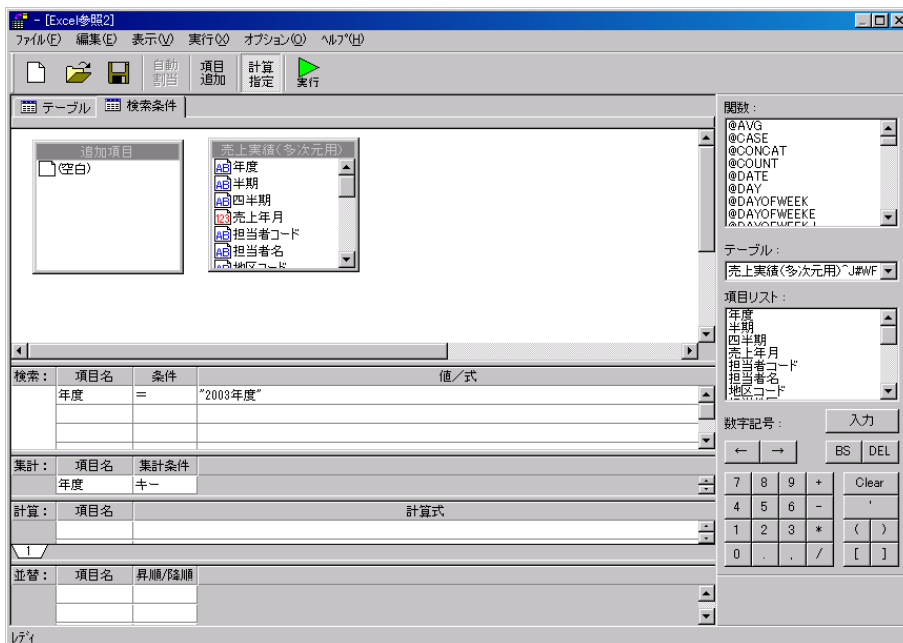 - [Excel参照2]
ファイル(F) 編集(E) 表示(V) 実行(X) オプション(O) ヘルプ(H)
自動割当 項目追加 計算指定 実行
テーブル 検索条件
追加項目
(空白)
売上実績(多次元用)
年度
半期
四半期
売上年月
担当者コード
担当者名
地区コード
検索: 項目名 条件 値/式
年度 = "2003年度"
集計: 項目名 集計条件
年度 キー
計算: 項目名 計算式
1
並替: 項目名 昇順/降順
レディ
関数:
@AVG
@CASE
@CONCAT
@COUNT
@DATE
@DAY
@DAYOFWEEK
@DAYOFWEEKE
@DAYOFWEEKJ
テーブル:
売上実績(多次元用)^J#WF
項目リスト:
年度
半期
四半期
売上年月
担当者コード
担当者名
地区コード
数字記号: 入力
← → BS DEL
7 8 9 + Clear
4 5 6 - '
1 2 3 * ( )
0 . , / [ ]